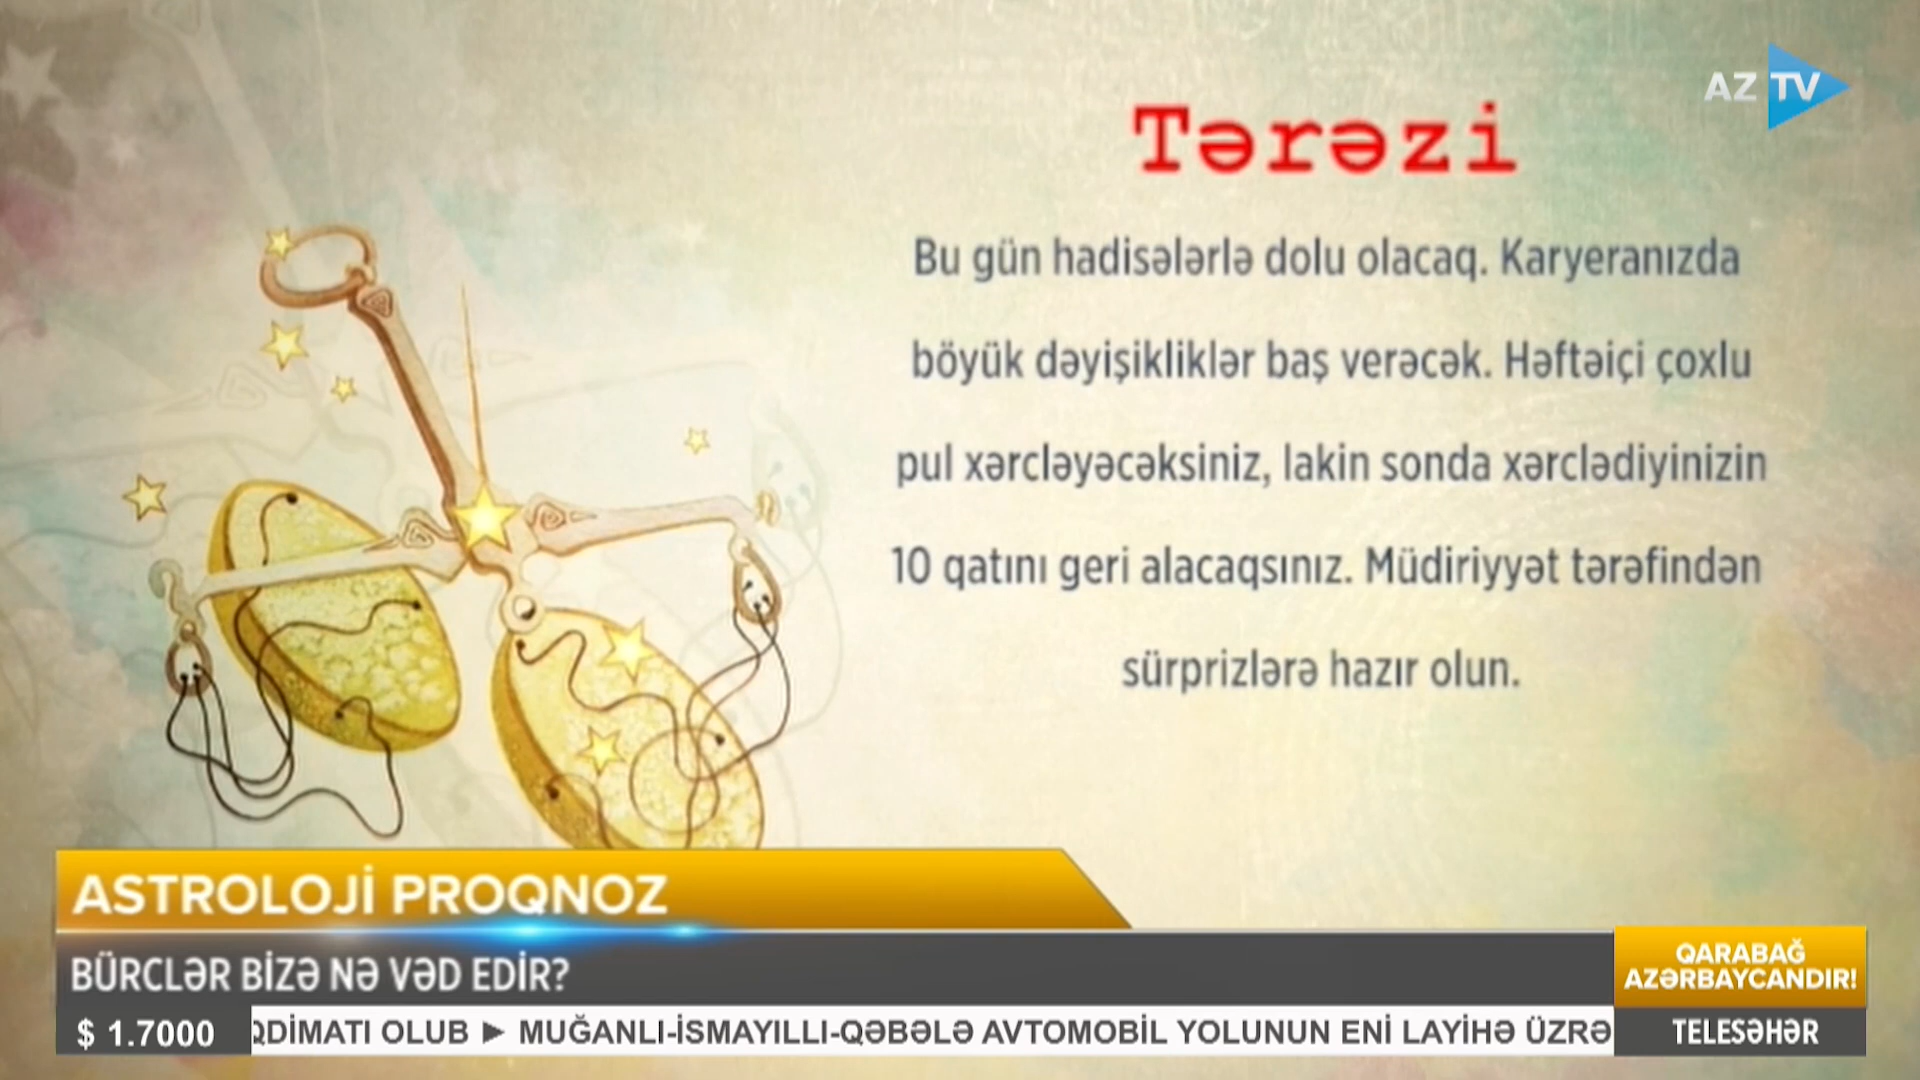 AZ TV
Tərəzi
Bu gün hadisələrlə dolu olacaq. Karyeranızda
böyük dəyişikliklər baş verəcək. Həftəiçi çoxlu
pul xərcləyəcəksiniz, lakin sonda xərclədiyinizin
10 qatını geri alacaqsınız. Müdiriyyət tərəfindən
sürprizlərə hazır olun.
ASTROLOJİ PROQNOZ
BÜRCLƏR BİZƏ NƏ VƏD EDİR?
QARABAĞ
AZƏRBAYCANDIR!
$ 1.7000
QDİMATI OLUB ► MUĞANLI-İSMAYILLI-QƏBƏLƏ AVTOMOBİL YOLUNUN ENİ LAYİHƏ ÜZRƏ
TELESƏHƏR